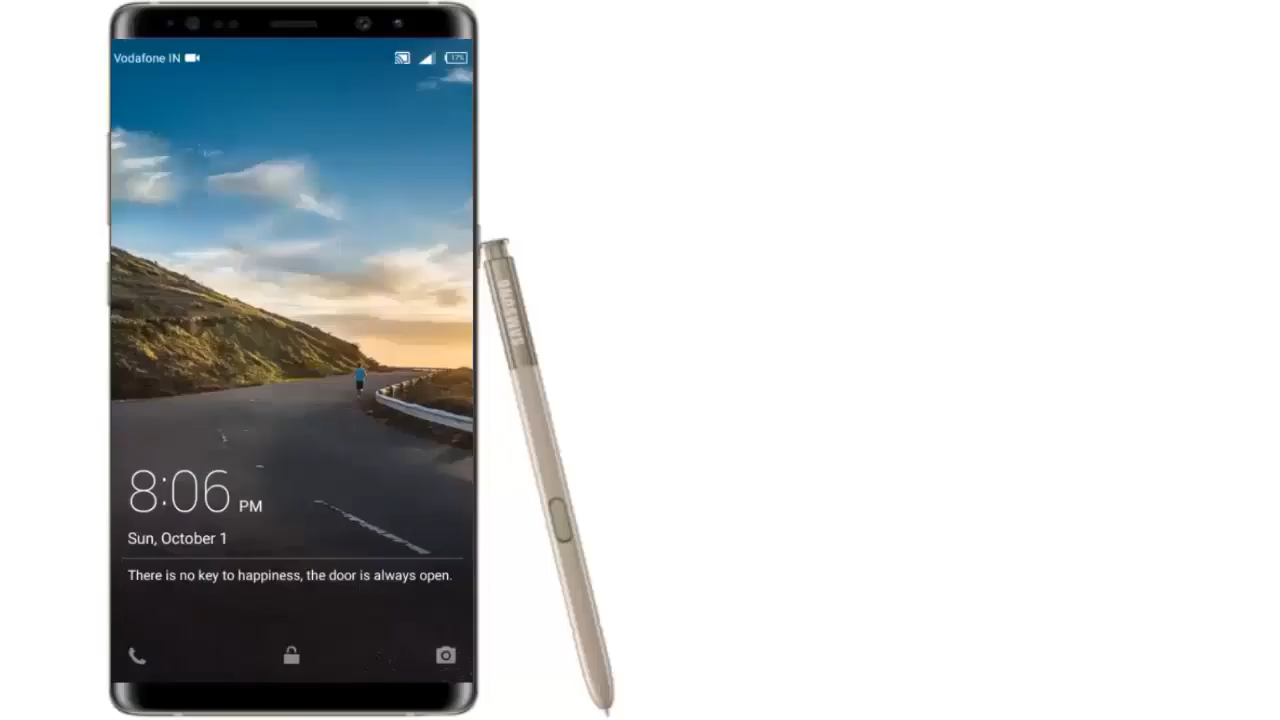 Vodafone IN
17%
SAMSUNG
8:06 PM
Sun, October 1
There is no key to happiness, the door is always open.